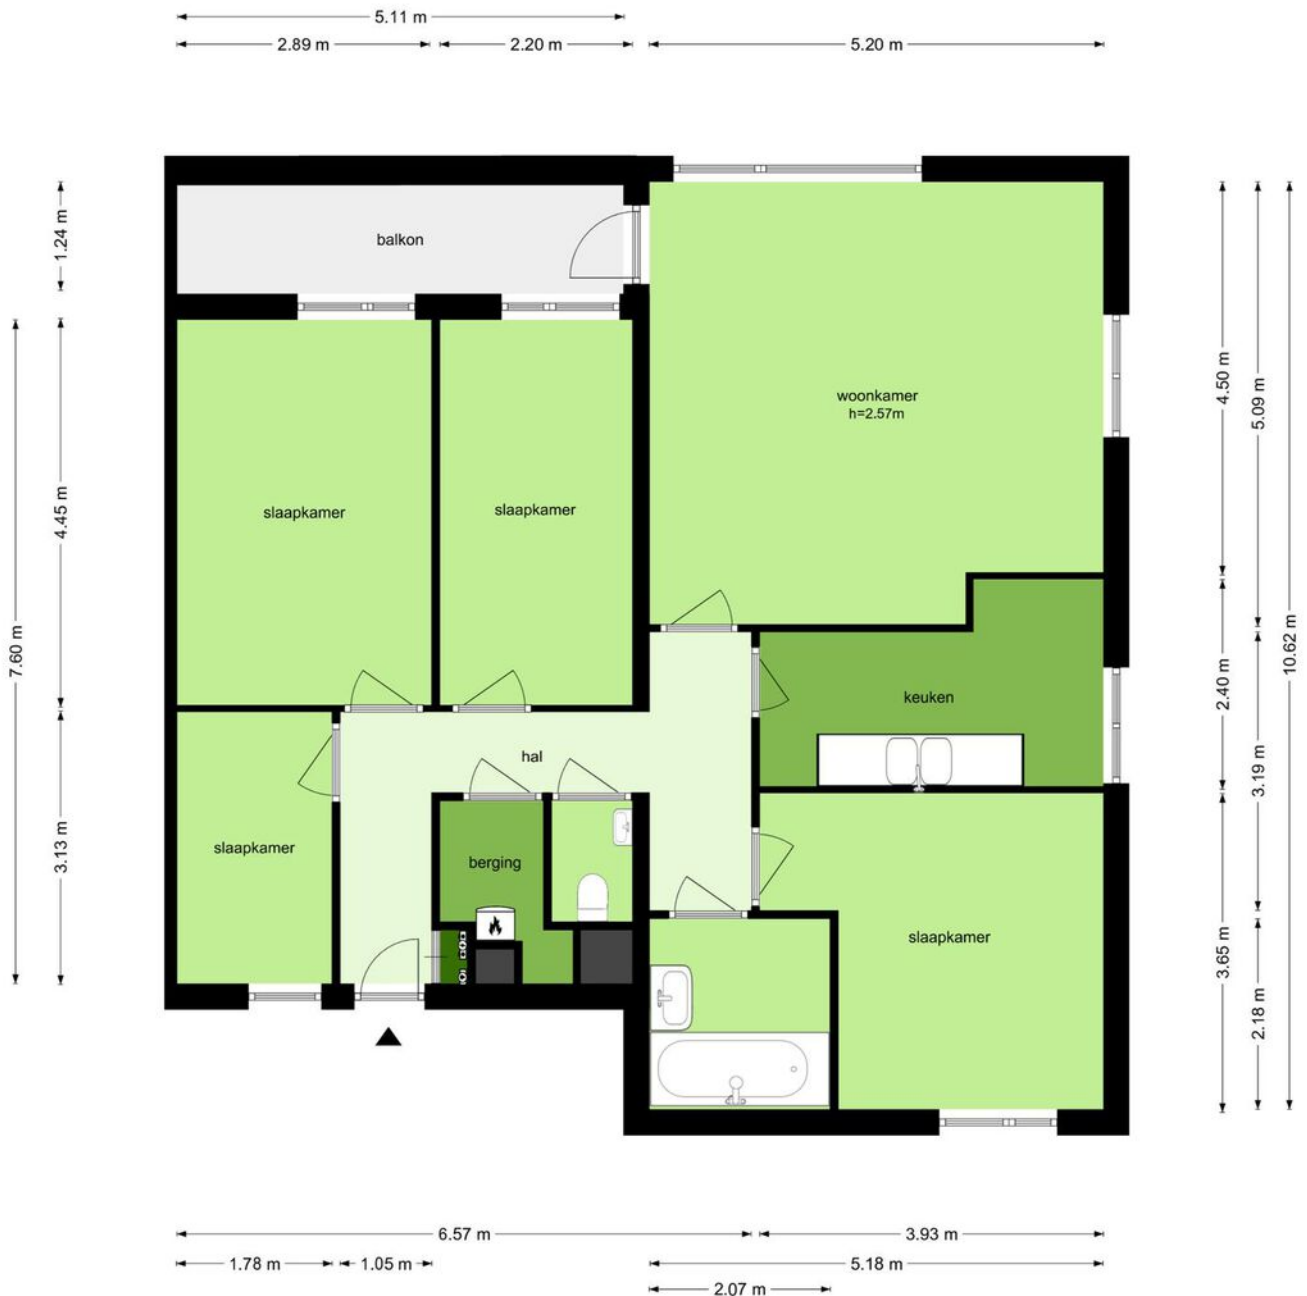 5.11 m
2.89 m
2.20 m
5.20 m
1.24 m
balkon
4.50 m
5.09 m
woonkamer
h=2.57m
4.45 m
slaapkamer
slaapkamer
7.60 m
10.62 m
2.40 m
keuken
hal
3.19 m
3.13 m
slaapkamer
berging
slaapkamer
3.65 m
2.18 m
6.57 m
3.93 m
1.78 m
1.05 m
5.18 m
2.07 m